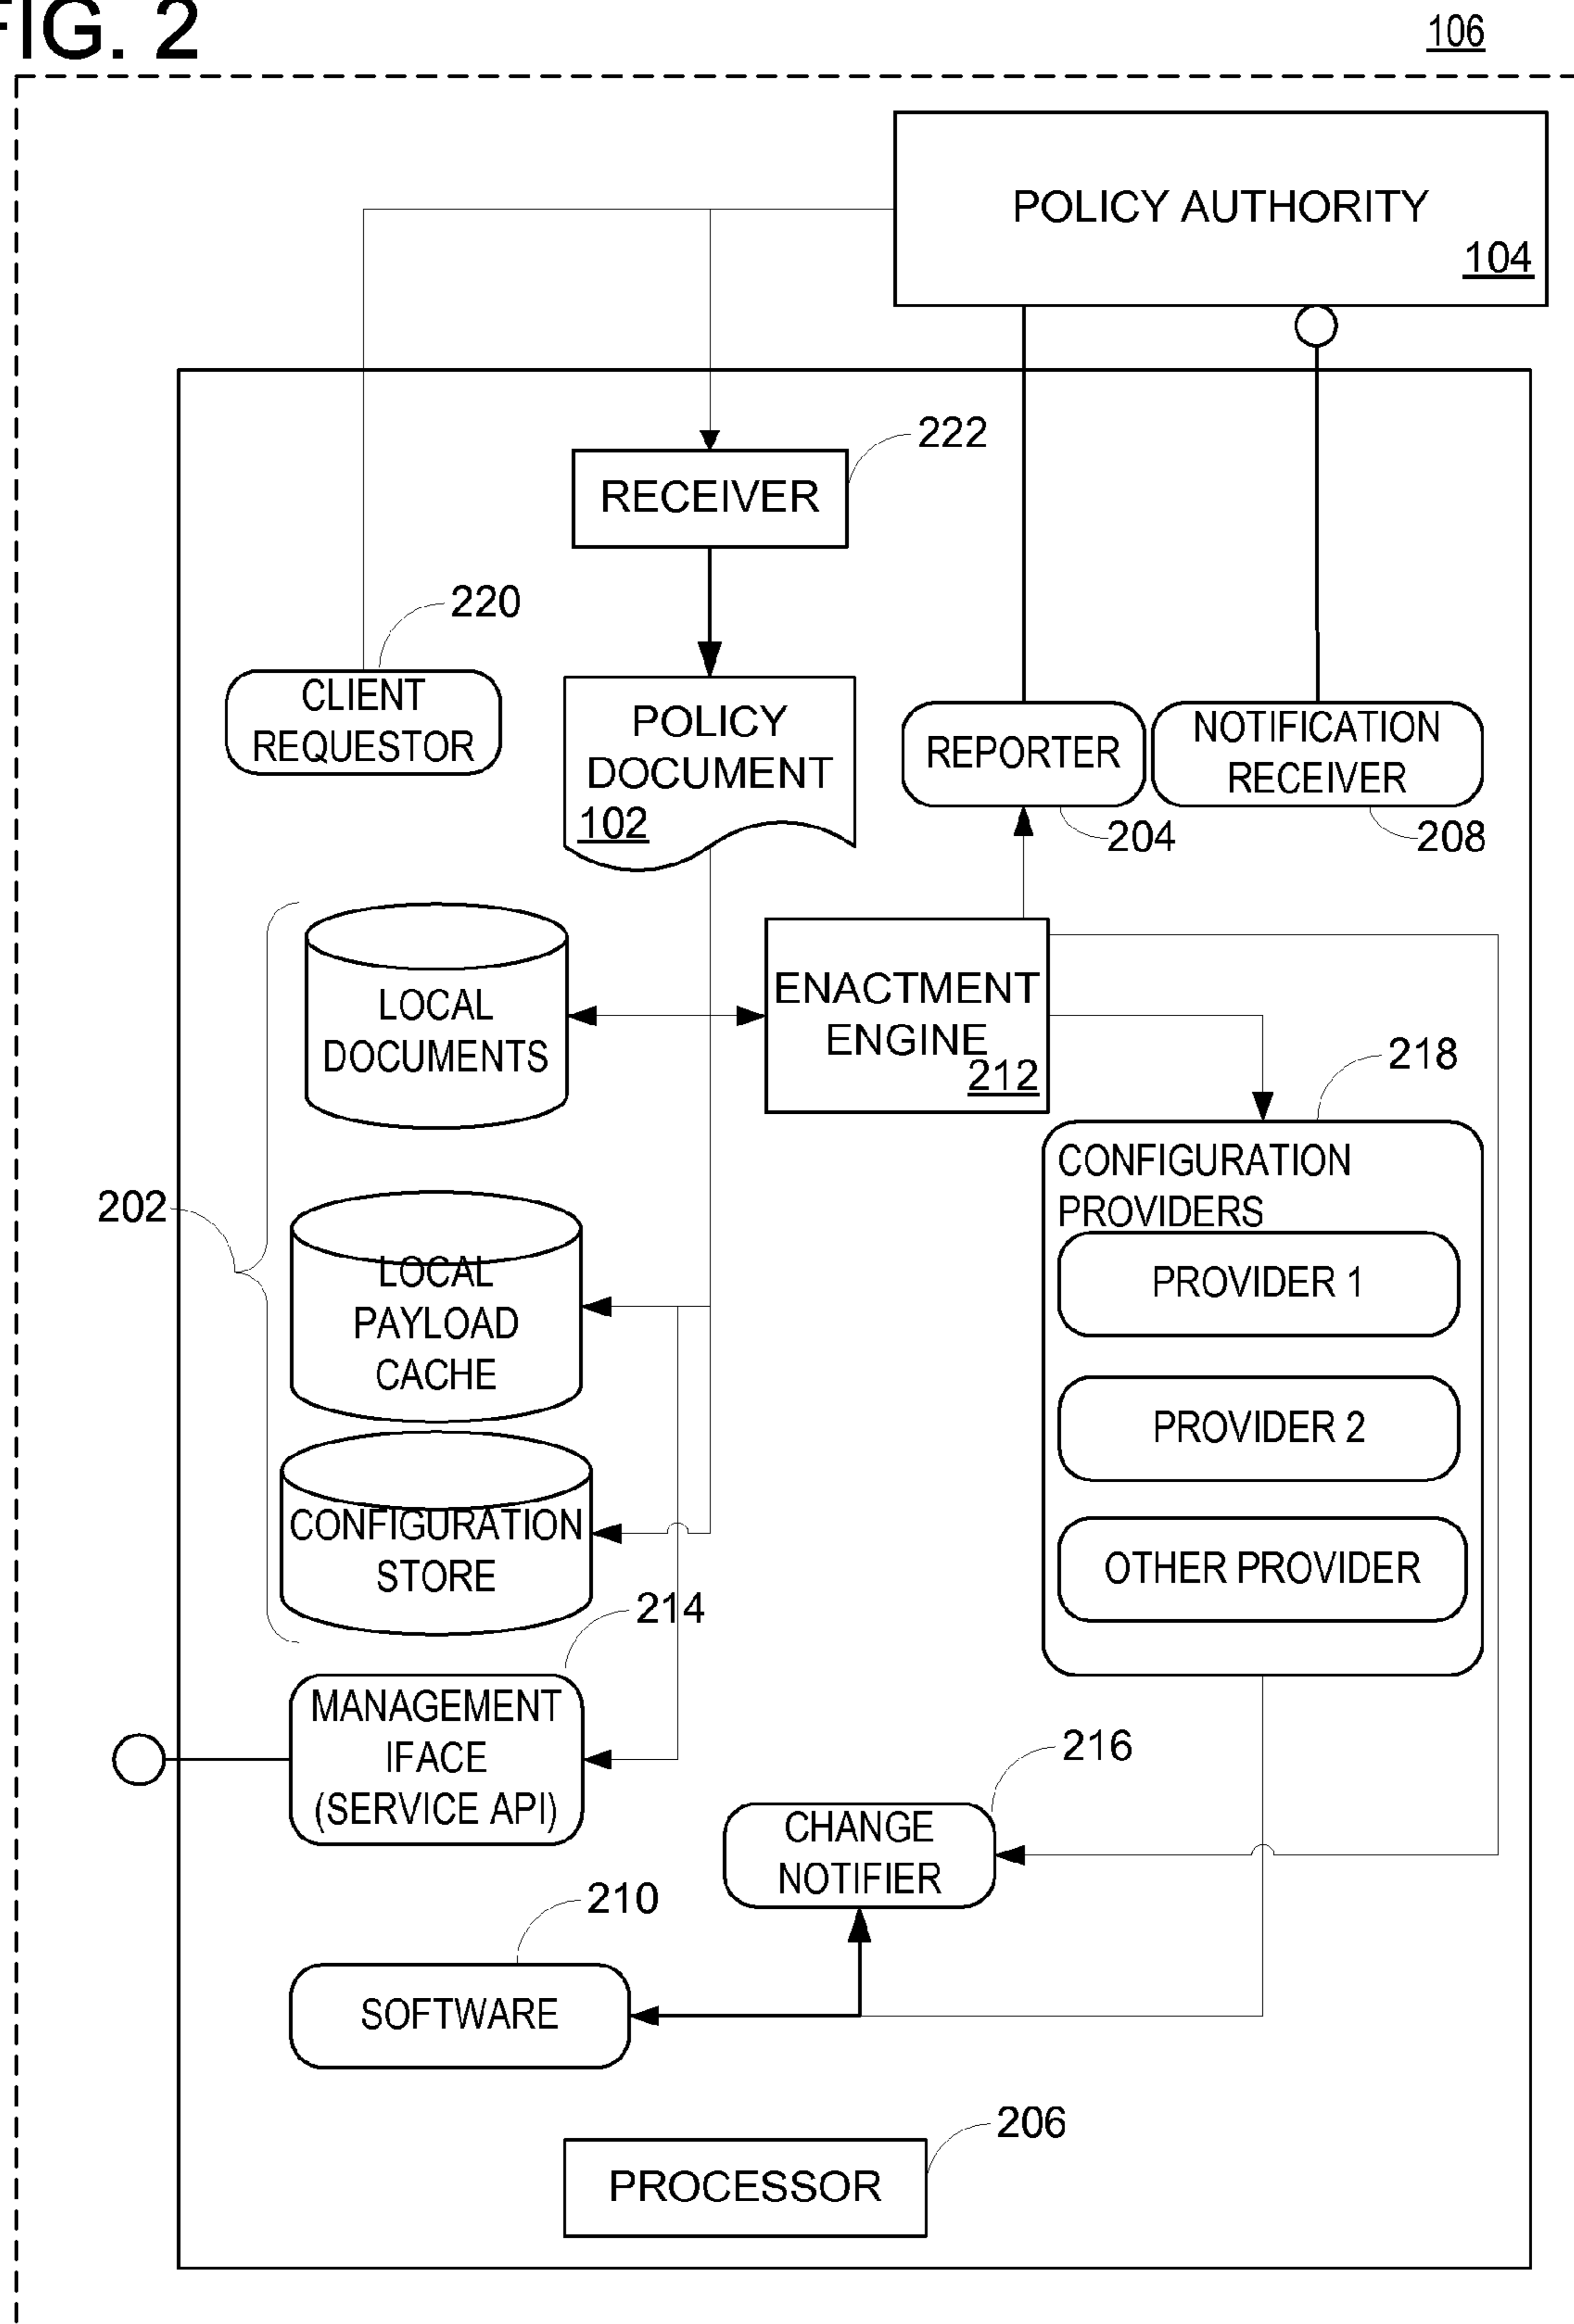 FIG. 2
106
POLICY AUTHORITY
104
222
RECEIVER
220
CLIENT
REQUESTOR
POLICY
DOCUMENT
102
REPORTER
204
NOTIFICATION
RECEIVER
208
LOCAL
DOCUMENTS
ENACTMENT
ENGINE
212
218
202
LOCAL
PAYLOAD
CACHE
CONFIGURATION
PROVIDERS
PROVIDER 1
PROVIDER 2
OTHER PROVIDER
CONFIGURATION
STORE
214
MANAGEMENT
IFACE
(SERVICE API)
216
CHANGE
NOTIFIER
210
SOFTWARE
206
PROCESSOR